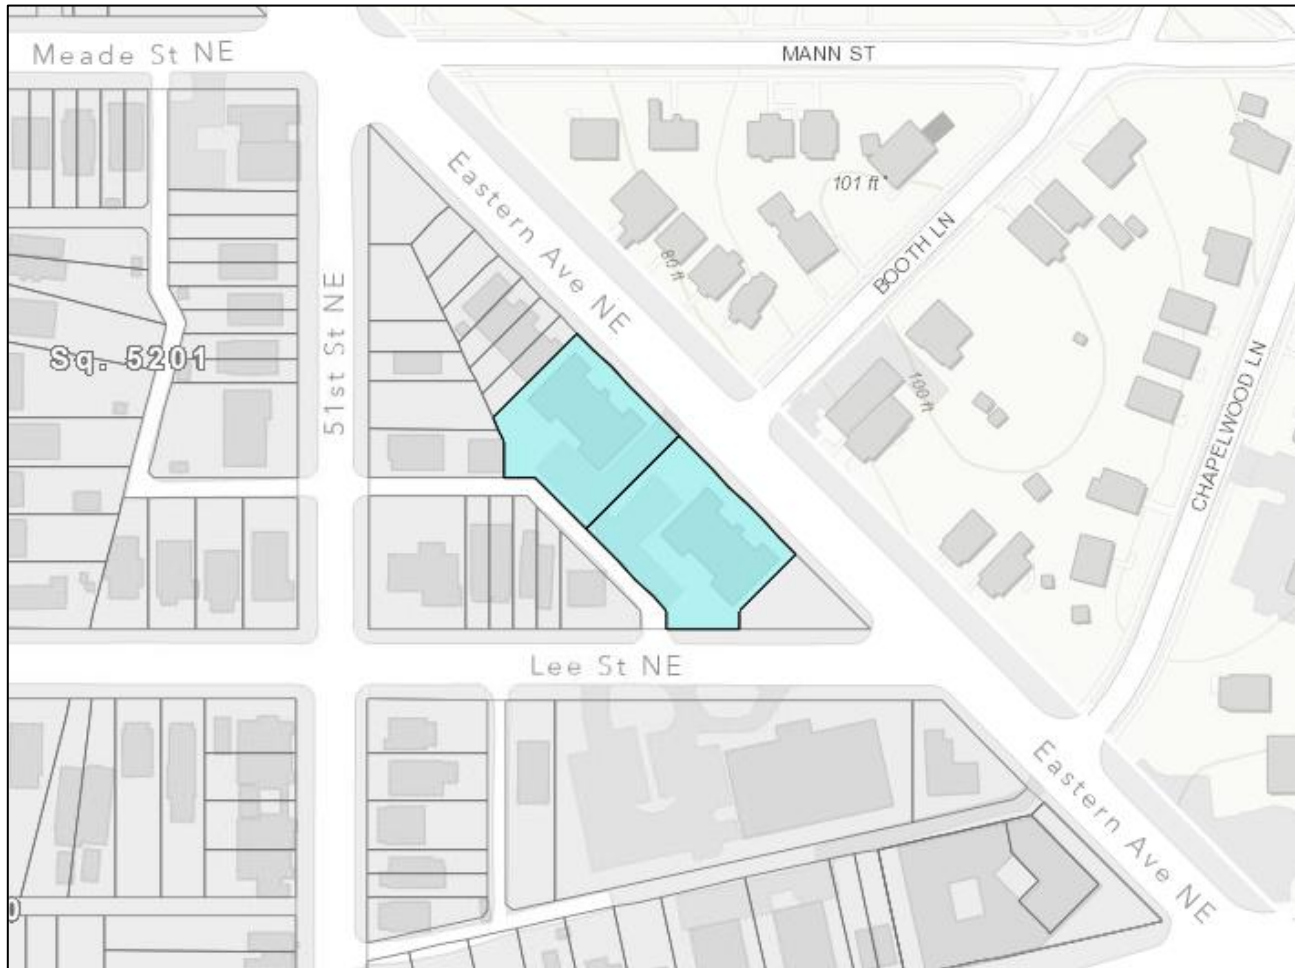 Meade St NE
MANN ST
Eastern Ave NE
101 ft
80 ft
BOOTH LN
51st St NE
Sq. 5201
100 ft
CHAPELWOOD LN
Lee St NE
Eastern Ave NE
0